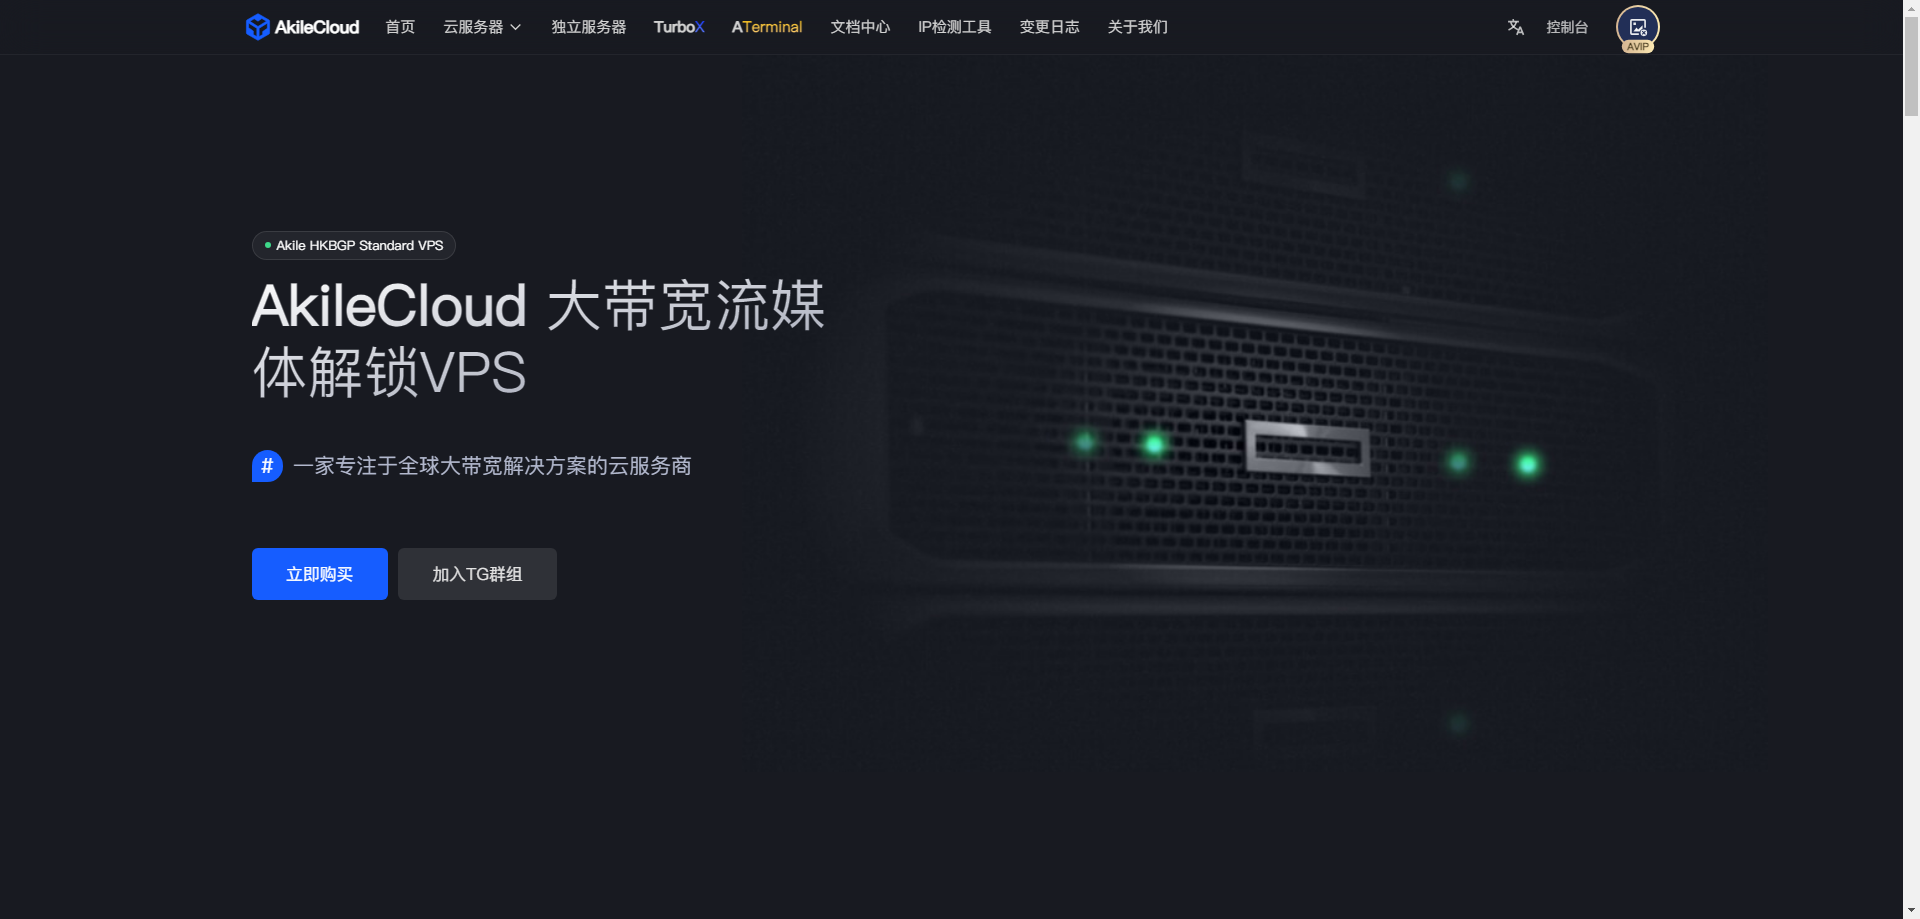 AkileCloud 首页 云服务器 独立服务器 TurboX ATerminal 文档中心 IP检测工具 变更日志 关于我们 控制台
AVIP
Akile HKBGP Standard VPS
AkileCloud 大带宽流媒
体解锁VPS
# 一家专注于全球大带宽解决方案的云服务商
立即购买 加入TG群组